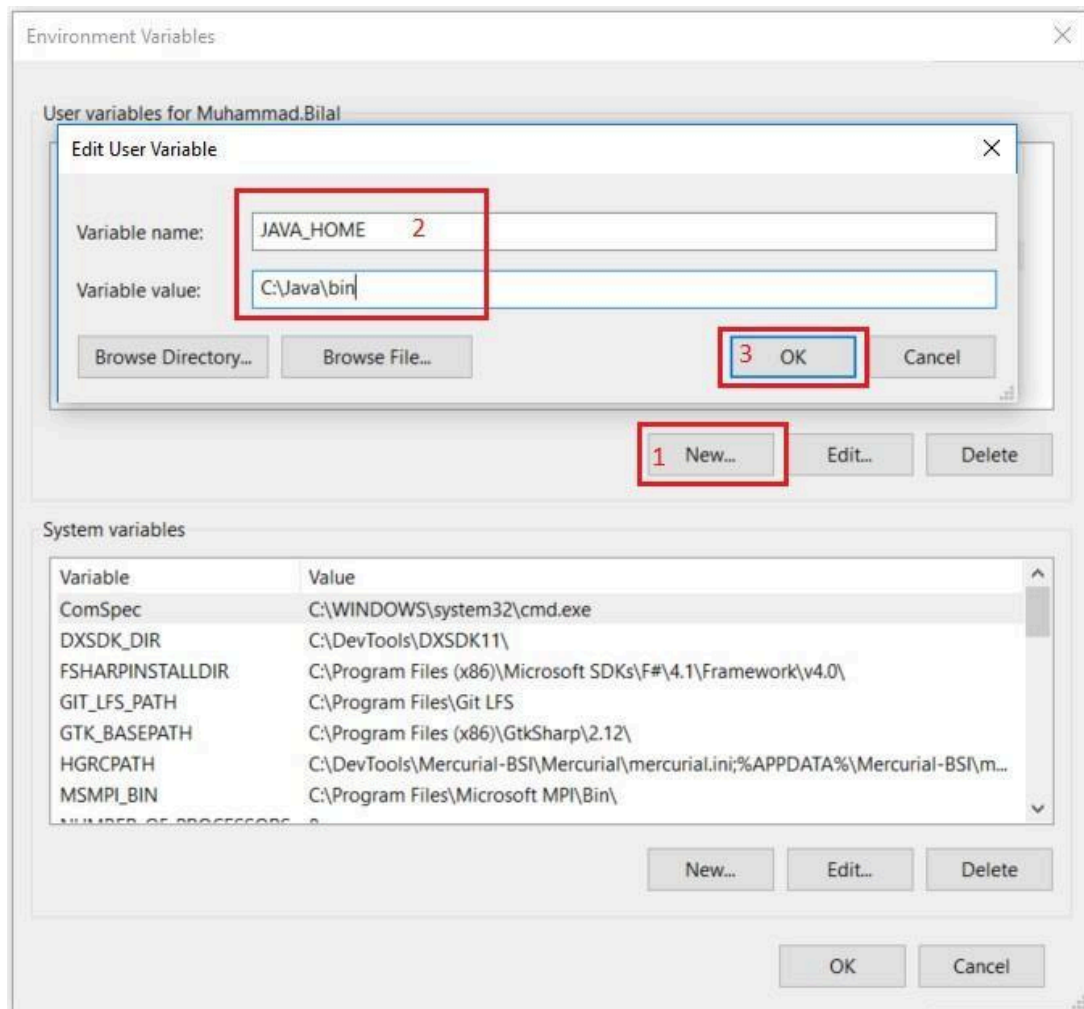 Environment Variables
User variables for Muhammad.Bilal
Edit User Variable
Variable name: JAVA_HOME 2
Variable value: C:\Java\bin
Browse Directory... Browse File... 3 OK Cancel
1 New... Edit... Delete
System variables
Variable Value
ComSpec C:\WINDOWS\system32\cmd.exe
DXSDK_DIR C:\DevTools\DXSDK11\
FSHARPINSTALLDIR C:\Program Files (x86)\Microsoft SDKs\F#\4.1\Framework\v4.0\
GIT_LFS_PATH C:\Program Files\Git LFS
GTK_BASEPATH C:\Program Files (x86)\GtkSharp\2.12\
HGRCPATH C:\DevTools\Mercurial-BSI\Mercurial\mercurial.ini;%APPDATA%\Mercurial-BSI\m...
MSMPI_BIN C:\Program Files\Microsoft MPI\Bin\
NUMBER_OF_PROCESSORS
New... Edit... Delete
OK Cancel